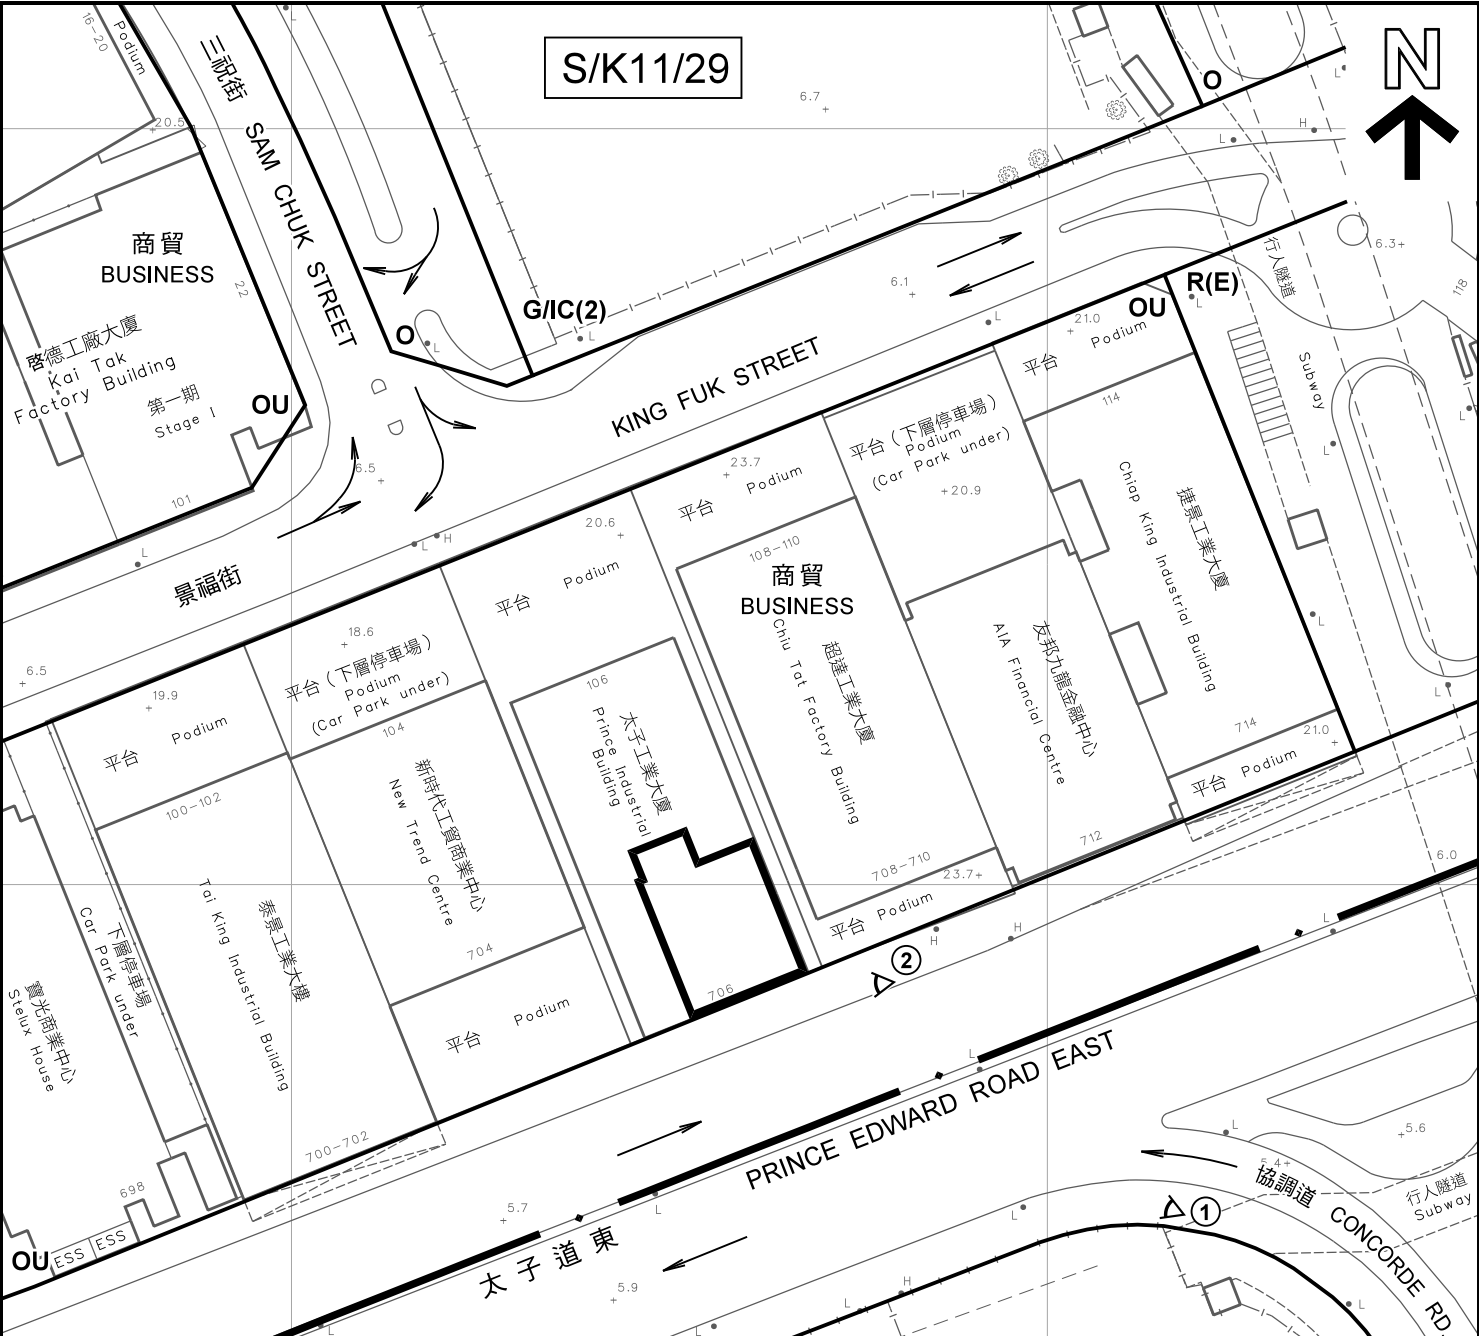 S/K11/29
N
16-20
Podium
三祝街 SAM CHUK STREET
6.7
O
L
L
L
H
20.5
商貿
BUSINESS
22
啓德工廠大廈
Kai Tak
Factory Building
第一期
Stage I
OU
101
O
L
G/IC(2)
L
6.1
6.3
118
行人隧道
Subway
R(E)
L
OU
21.0
平台 Podium
L
KING FUK STREET
景福街
6.5
L
L
H
6.5
114
捷景工業大廈
Chiap King Industrial Building
714
21.0
平台 Podium
平台（下層停車場）
Podium
(Car Park under)
20.9
友邦九龍金融中心
AIA Financial Centre
712
23.7
平台 Podium
108-110
商貿
BUSINESS
超達工業大廈
Chiu Tat Factory Building
708-710
23.7
平台 Podium
20.6
平台 Podium
106
太子工業大廈
Prince Industrial
Building
706
18.6
平台（下層停車場）
Podium
(Car Park under)
104
新時代工貿商業中心
New Trend Centre
704
平台 Podium
19.9
平台 Podium
100-102
泰景工業大樓
Tai King Industrial Building
700-702
下層停車場
Car Park under
寶光商業中心
Stelux House
698
ESS
ESS
OU
L
L
L
L
H
H
2
L
6.0
L
PRINCE EDWARD ROAD EAST
太子道東
5.7
L
5.9
L
L
L
H
L
L
5.6
5.4
協調道 CONCORDE RD
行人隧道
Subway
1
L